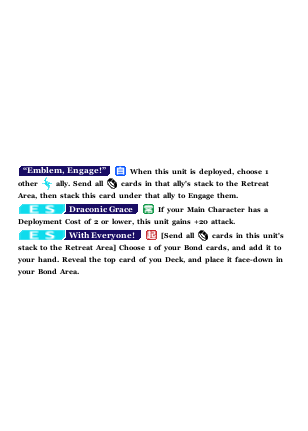 "Emblem, Engage!" 自 When this unit is deployed, choose 1
other ally. Send all cards in that ally's stack to the Retreat
Area, then stack this card under that ally to Engage them.
E S Draconic Grace If your Main Character has a
Deployment Cost of 2 or lower, this unit gains +20 attack.
E S With Everyone! [Send all cards in this unit's
stack to the Retreat Area] Choose 1 of your Bond cards, and add it to
your hand. Reveal the top card of you Deck, and place it face-down in
your Bond Area.